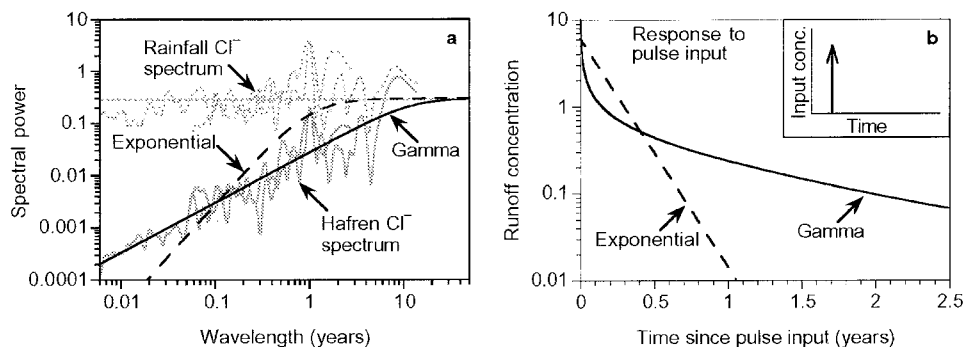 a
Rainfall Cl⁻
spectrum
Exponential
Gamma
Hafren Cl⁻
spectrum
Spectral power
10
1
0.1
0.01
0.001
0.0001
0.01
0.1
1
10
Wavelength (years)
b
Response to
pulse input
Input conc.
Time
Exponential
Gamma
Runoff concentration
10
1
0.1
0.01
0
0.5
1
1.5
2
2.5
Time since pulse input (years)